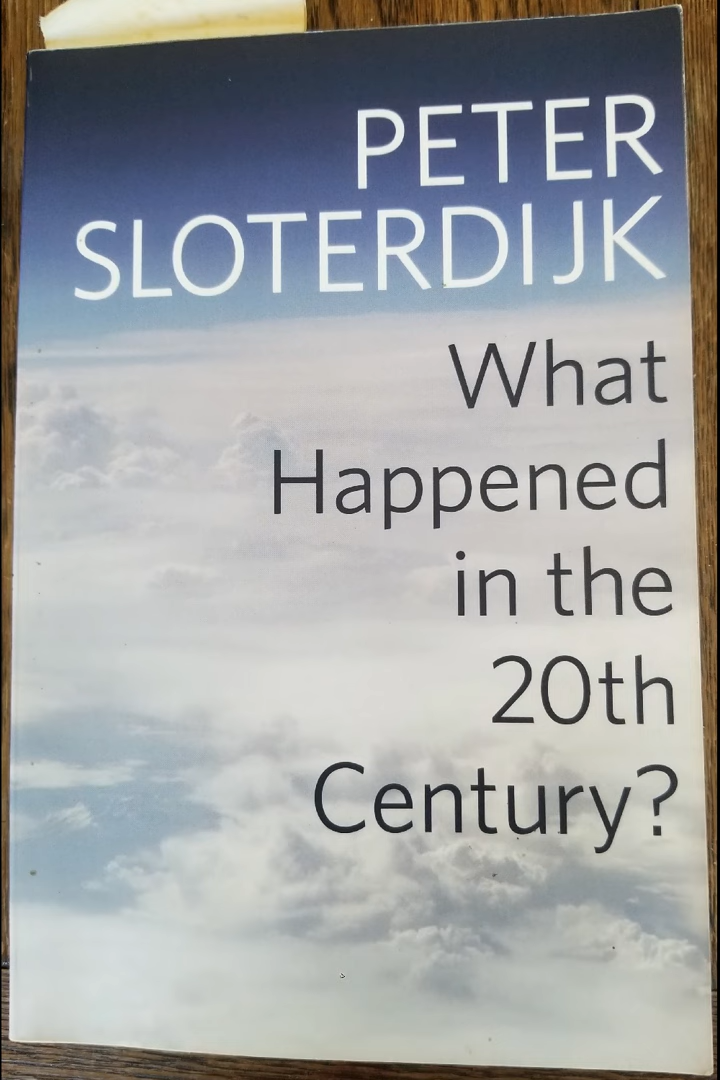 PETER
SLOTERDIJK
What
Happened
in the
20th
Century?